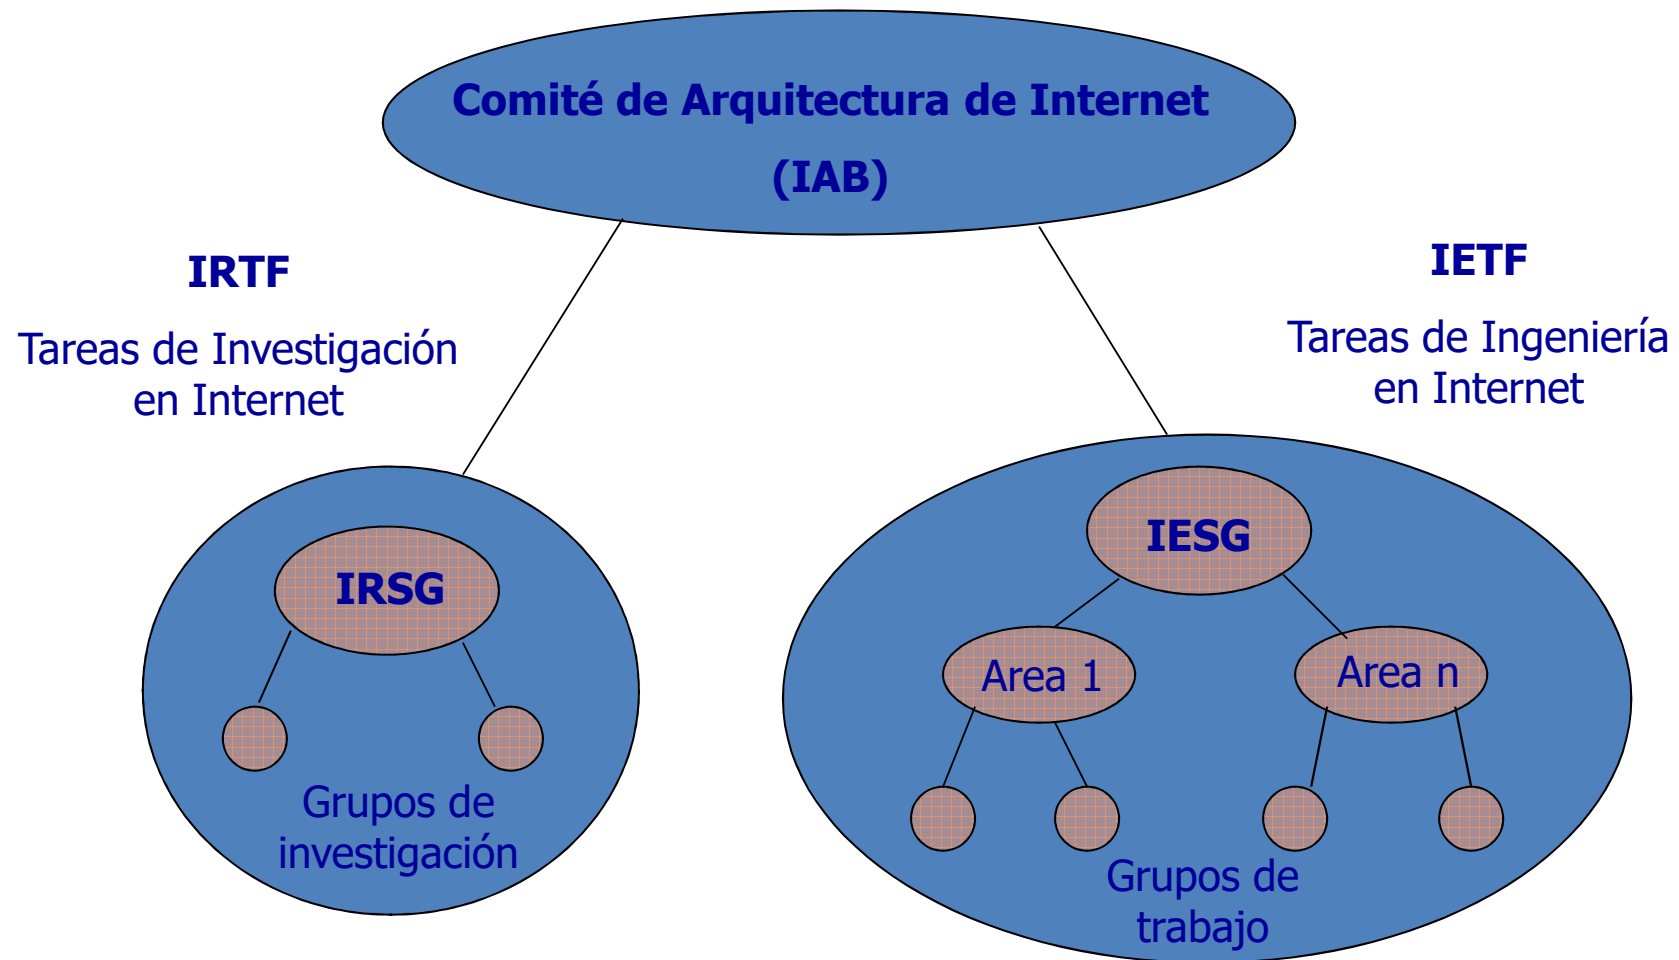 Comité de Arquitectura de Internet
(IAB)
IRTF
Tareas de Investigación
en Internet
IETF
Tareas de Ingeniería
en Internet
IRSG
Grupos de
investigación
IESG
Area 1
Area n
Grupos de
trabajo